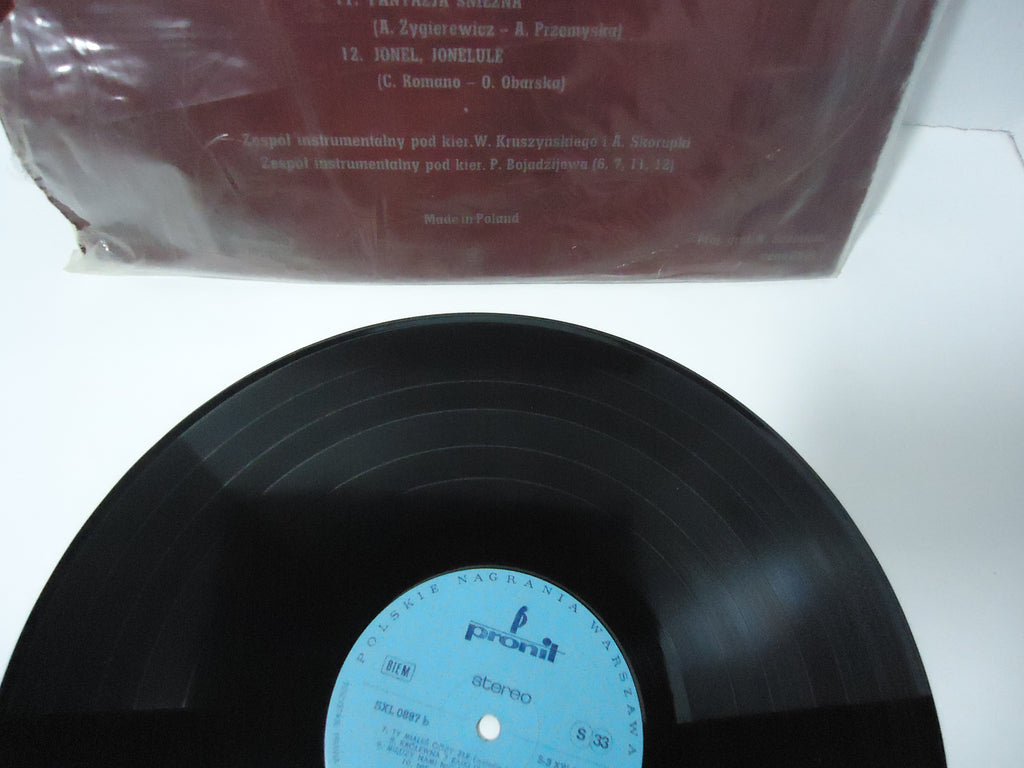 11. FANTAZJA ŚNIEŻNA
(A. Żygierewicz – A. Przemyska)
12. JONEL, JONELULE
(C. Romano – O. Obarska)
Zespół instrumentalny pod kier. W. Kruszyńskiego i A. Skorupki
Zespół instrumentalny pod kier. P. Bojadzijewa (6, 7, 11, 12)
Made in Poland
POLSKIE NAGRANIA WARSZAWA
pronit
BIEM
stereo
SXL 0897 b
S 33